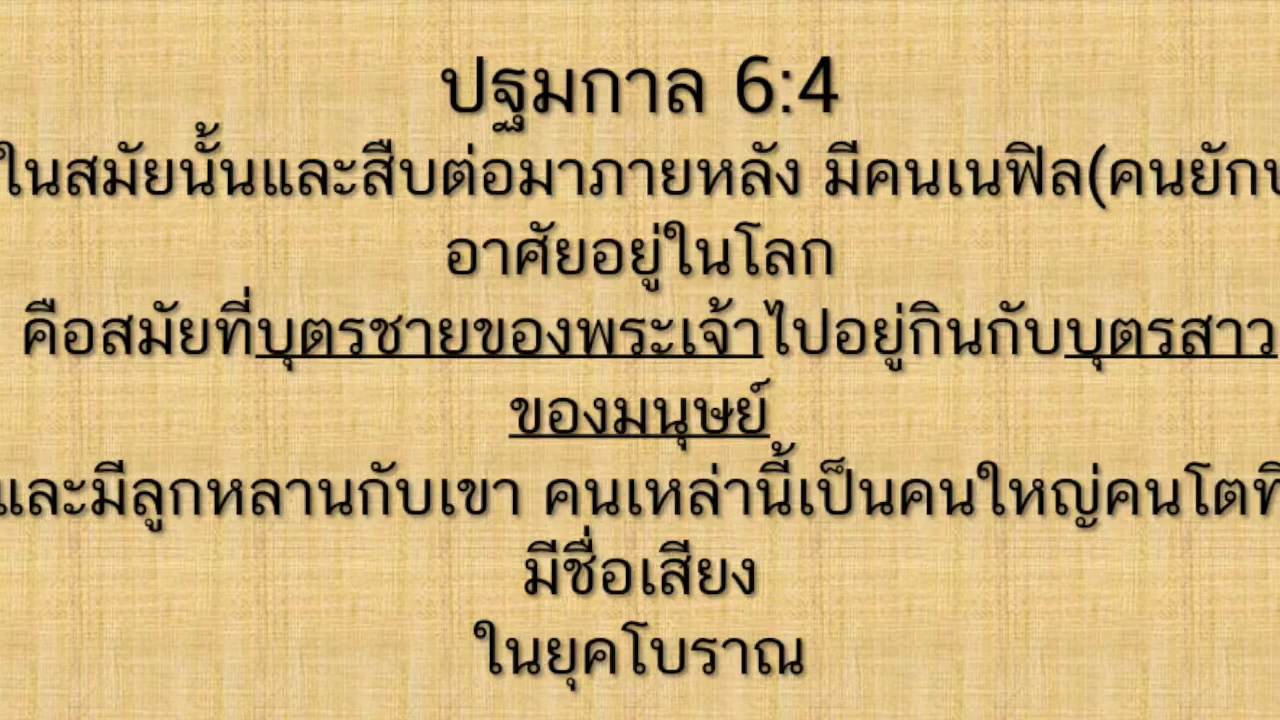 ปฐมกาล 6:4
ในสมัยนั้นและสืบต่อมาภายหลัง มีคนเนฟิล(คนยักษ
อาศัยอยู่ในโลก
คือสมัยที่บุตรชายของพระเจ้าไปอยู่กินกับบุตรสาว
ของมนุษย์
และมีลูกหลานกับเขา คนเหล่านี้เป็นคนใหญ่คนโตที่
มีชื่อเสียง
ในยุคโบราณ